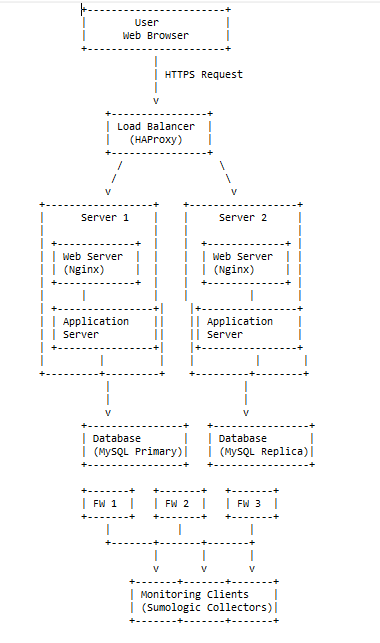 User
Web Browser
HTTPS Request
v
Load Balancer
(HAProxy)
v v
Server 1 Server 2
Web Server Web Server
(Nginx) (Nginx)
Application Application
Server Server
v v
Database Database
(MySQL Primary) (MySQL Replica)
FW 1 FW 2 FW 3
v v v
Monitoring Clients
(Sumologic Collectors)